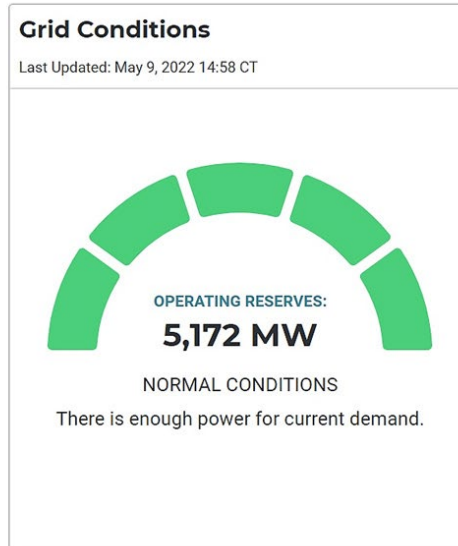 Grid Conditions
Last Updated: May 9, 2022 14:58 CT
OPERATING RESERVES:
5,172 MW
NORMAL CONDITIONS
There is enough power for current demand.